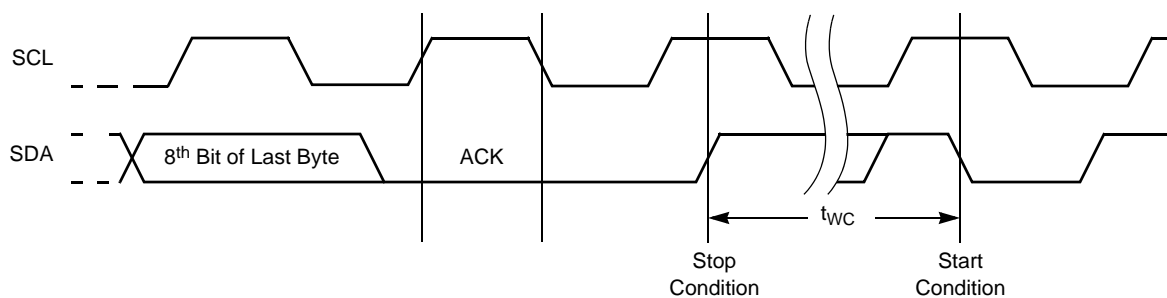 SCL
SDA
8th Bit of Last Byte
ACK
tWC
Stop
Condition
Start
Condition